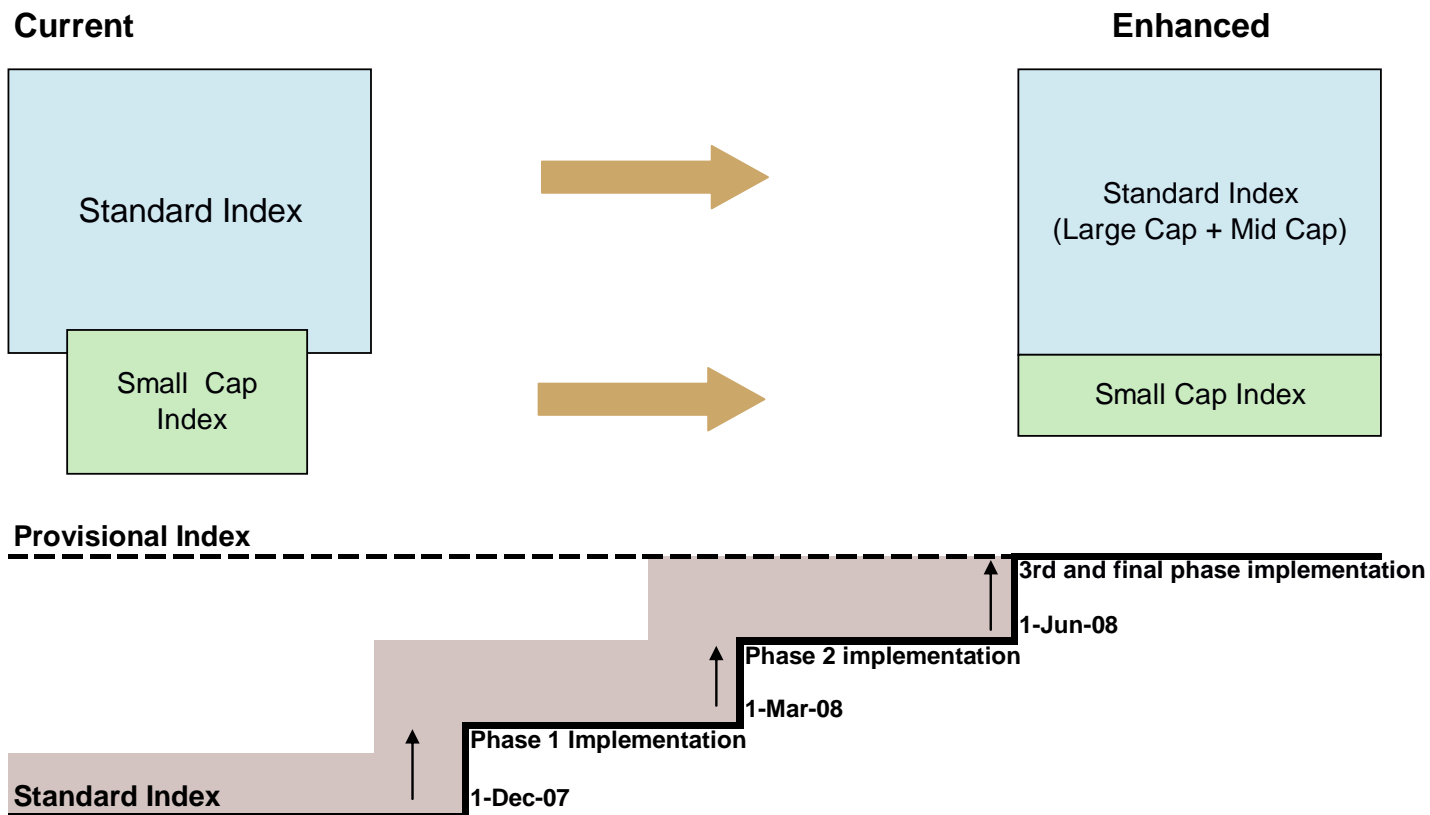 Current
Enhanced
Standard Index
Standard Index
(Large Cap + Mid Cap)
Small Cap
Index
Small Cap Index
Provisional Index
3rd and final phase implementation
1-Jun-08
Phase 2 implementation
1-Mar-08
Phase 1 Implementation
Standard Index
1-Dec-07